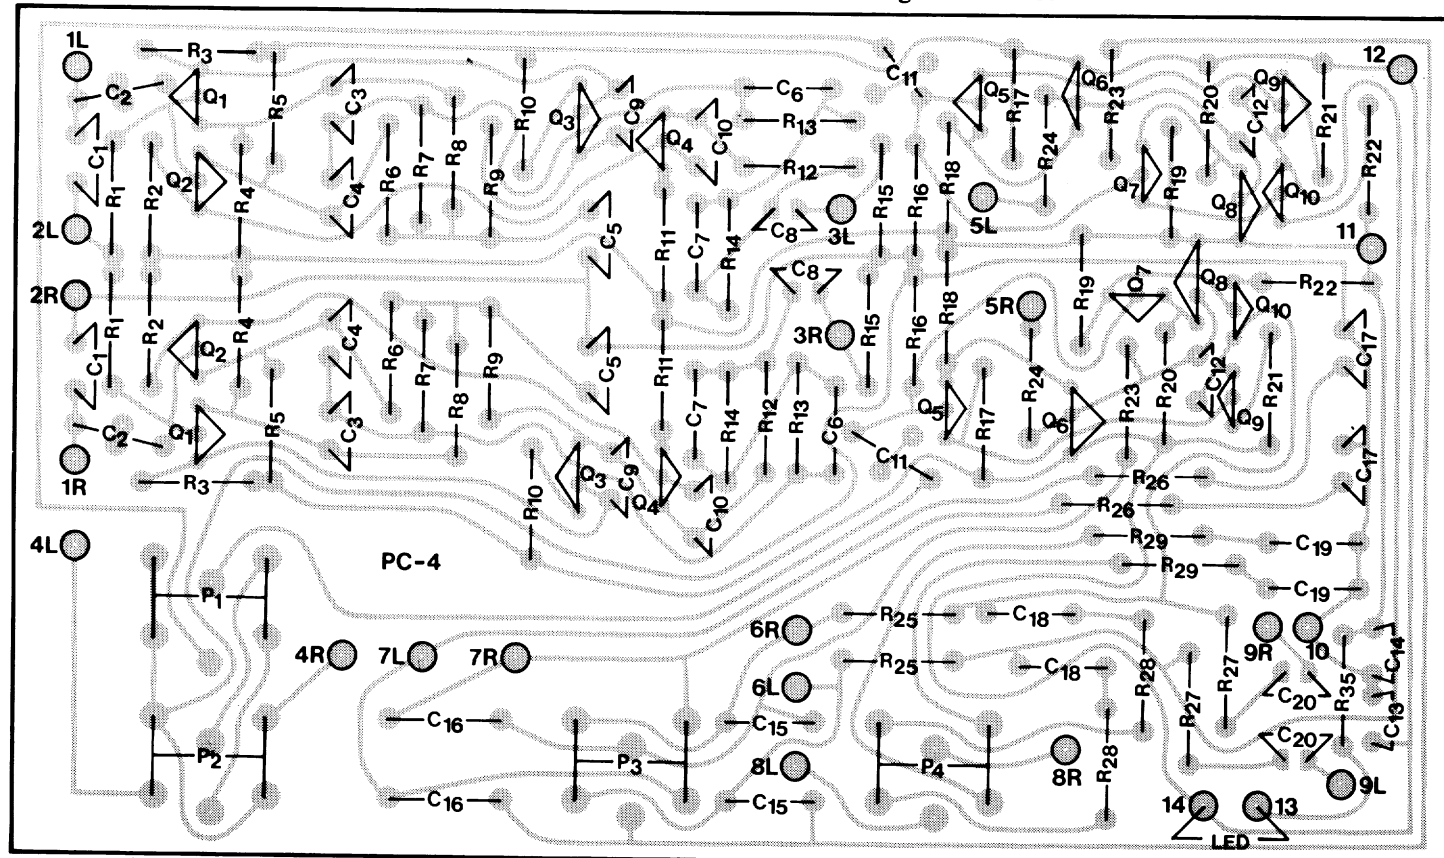 1L
R3
C2
Q1
R5
C3
R10
Q3
C9
Q4
C10
C6
R13
R12
C11
Q5
R17
R24
Q6
R23
R20
C12
Q9
R21
12
R22
C1
R1
R2
Q2
R4
C4
R6
R7
R8
R9
C5
R11
C7
R14
C8
3L
R15
R16
R18
5L
Q7
R19
Q8
Q10
11
2L
2R
R1
R2
Q2
R4
C4
R6
R7
R8
R9
C5
R11
C8
3R
R15
R16
R18
5R
R19
Q7
Q8
Q10
R22
C17
C1
C2
Q1
R5
C3
C7
R14
R12
R13
C6
Q5
R17
R24
Q6
R23
R20
C12
Q9
R21
1R
R3
R10
Q3
C9
Q4
C10
C11
R26
R26
C17
4L
PC-4
R29
C19
R29
C19
P1
4R
7L
7R
6R
R25
C18
9R
10
C14
6L
R25
C18
R28
R27
R27
C20
R35
C13
P2
C16
C15
C20
P3
8L
P4
8R
R28
9L
C16
C15
14
13
LED